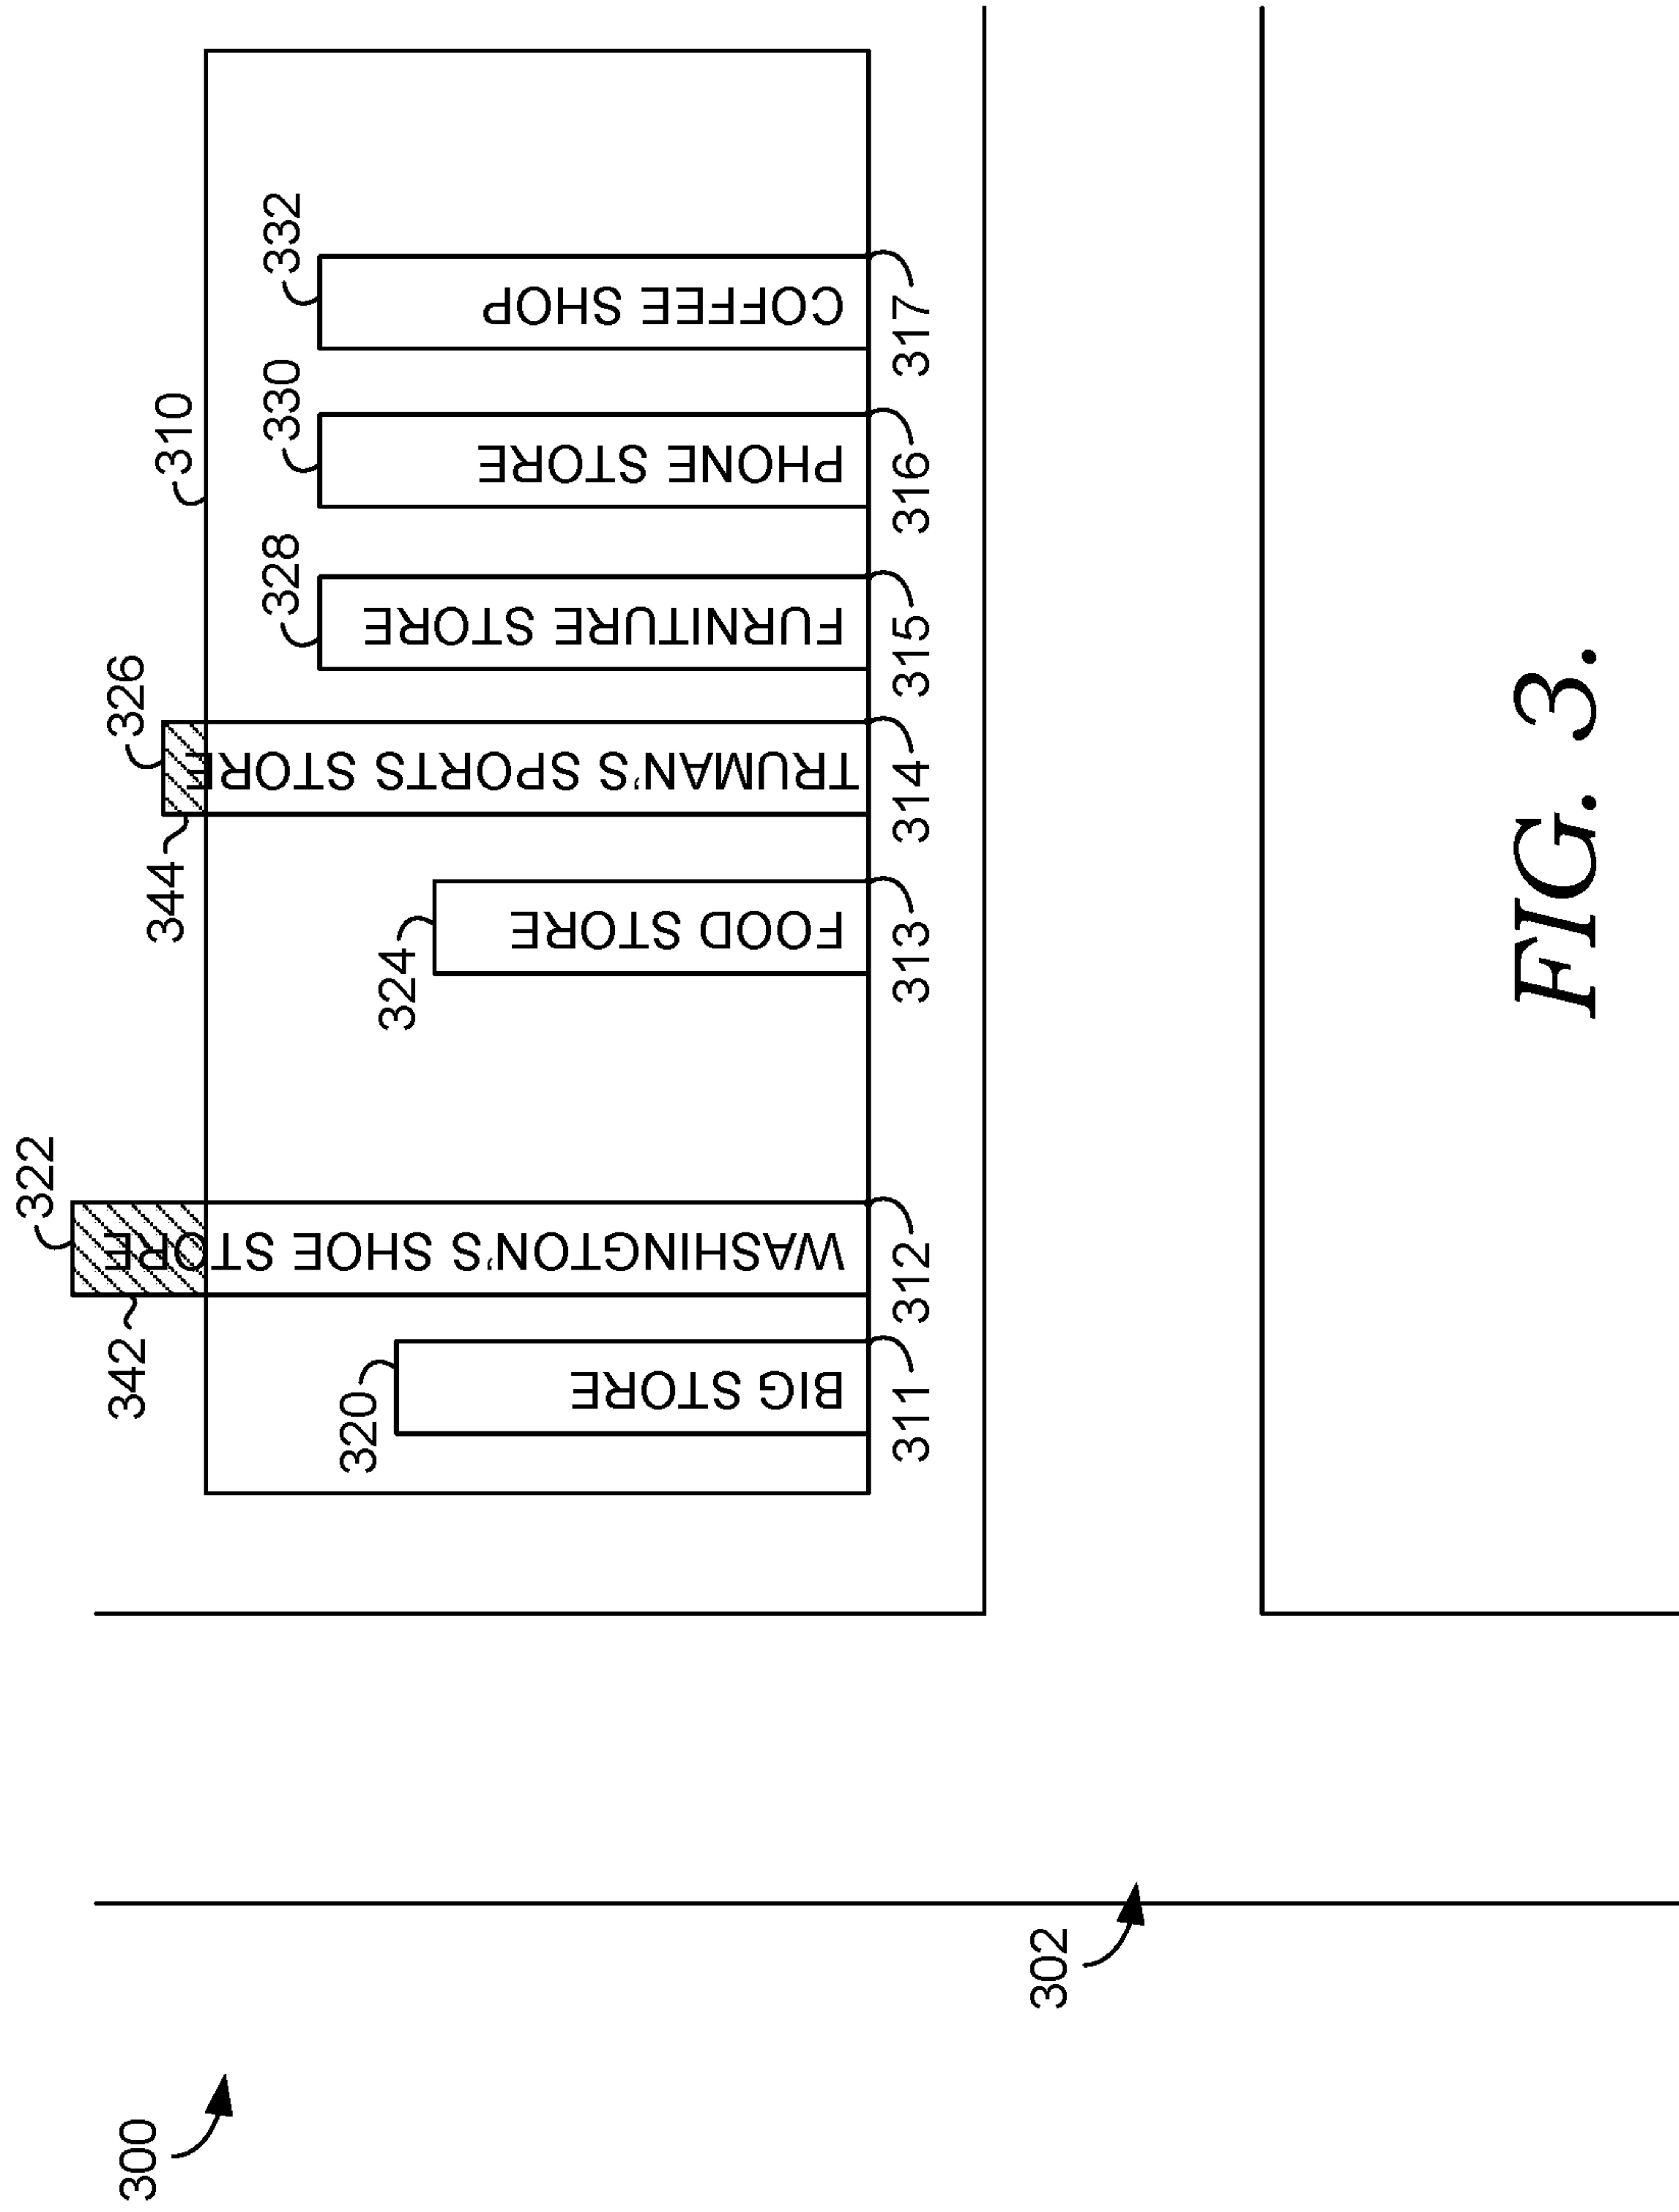 322
342
326
300
344
310
328
330
332
320
324
BIG STORE
WASHINGTON'S SHOE STORE
FOOD STORE
TRUMAN'S SPORTS STORE
FURNITURE STORE
PHONE STORE
COFFEE SHOP
311 312 313 314 315 316 317
302
FIG. 3.